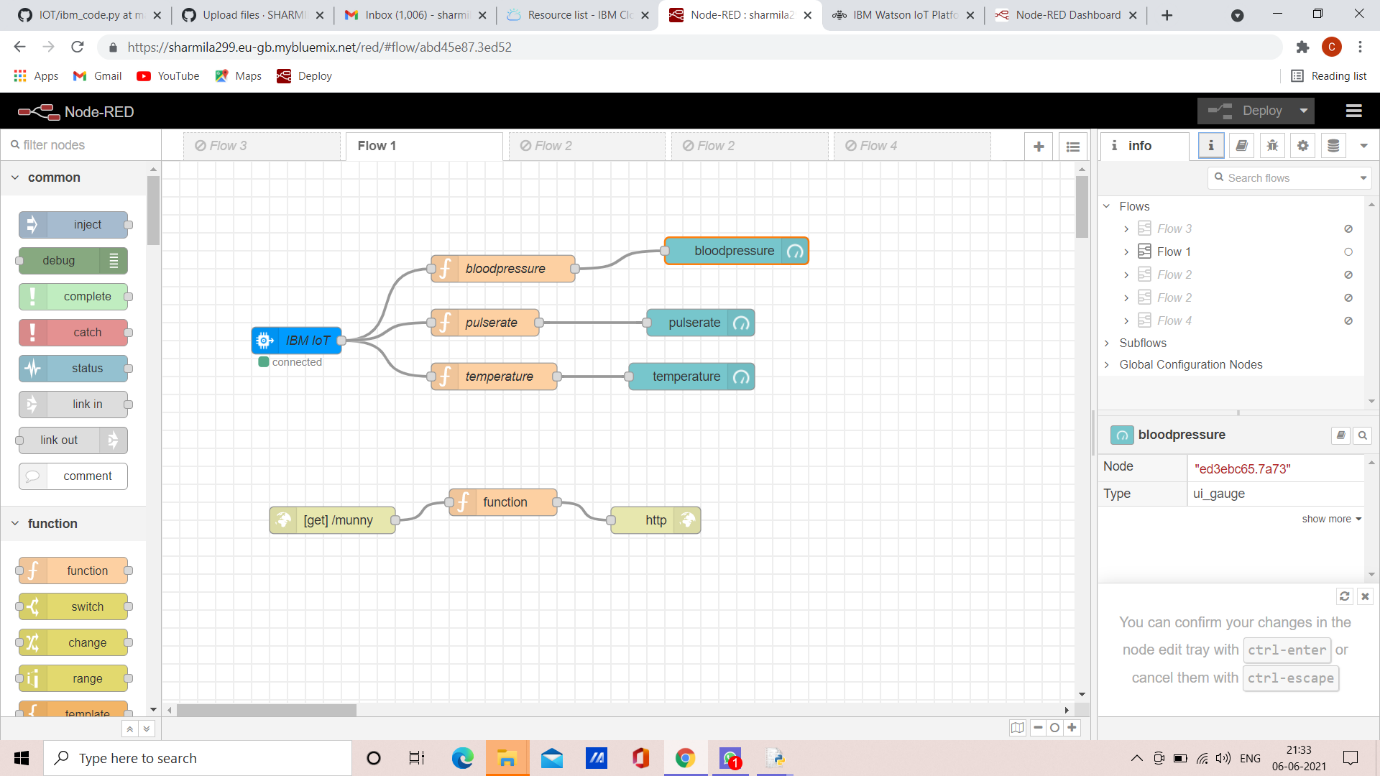 IOT/ibm_code.py at m
Upload files · SHARMI
Inbox (1,006) - sharmil
Resource list - IBM Clo
Node-RED : sharmila2
IBM Watson IoT Platfo
Node-RED Dashboard
https://sharmila299.eu-gb.mybluemix.net/red/#flow/abd45e87.3ed52
C
Apps
Gmail
YouTube
Maps
Deploy
Reading list
Node-RED
Deploy
filter nodes
Flow 3
Flow 1
Flow 2
Flow 2
Flow 4
i info
i
common
inject
debug
complete
catch
status
link in
link out
comment
function
function
switch
change
range
template
bloodpressure
bloodpressure
pulserate
pulserate
IBM IoT
connected
temperature
temperature
[get] /munny
function
http
Search flows
Flows
Flow 3
Flow 1
Flow 2
Flow 2
Flow 4
Subflows
Global Configuration Nodes
bloodpressure
Node "ed3ebc65.7a73"
Type ui_gauge
show more
You can confirm your changes in the
node edit tray with ctrl-enter or
cancel them with ctrl-escape
Type here to search
1
ENG
21:33
06-06-2021